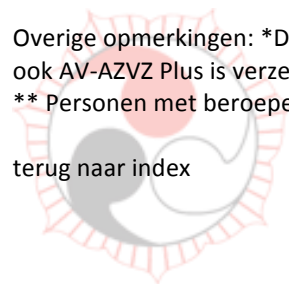 Overige opmerkingen: *D
ook AV-AZVZ Plus is verze
** Personen met beroepe
terug naar index